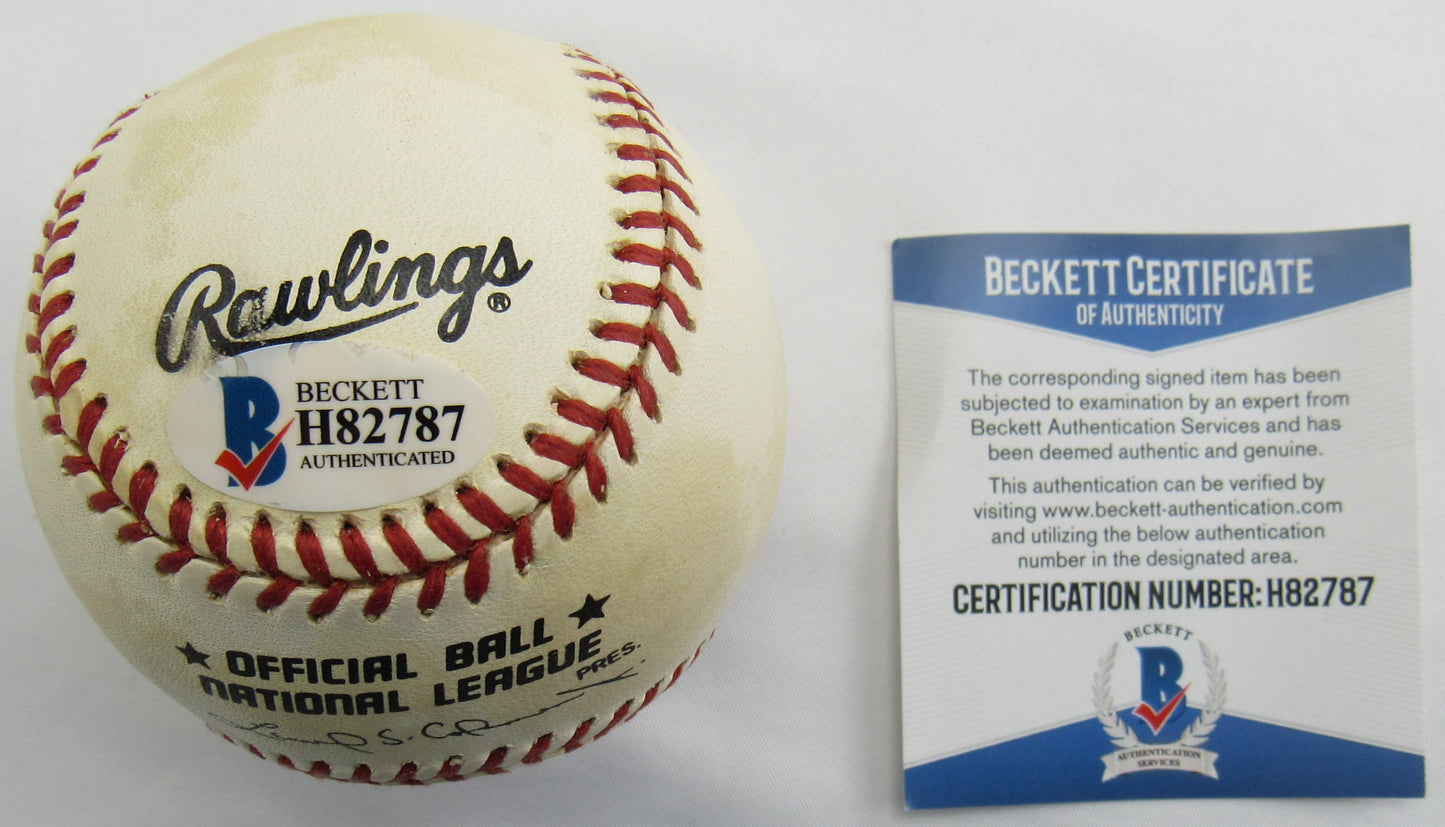 Rawlings ®
BECKETT
H82787
AUTHENTICATED
OFFICIAL BALL
NATIONAL LEAGUE
PRES.
BECKETT CERTIFICATE
OF AUTHENTICITY
The corresponding signed item has been
subjected to examination by an expert from
Beckett Authentication Services and has
been deemed authentic and genuine.
This authentication can be verified by
visiting www.beckett-authentication.com
and utilizing the below authentication
number in the designated area.
CERTIFICATION NUMBER: H82787
BECKETT
B
AUTHENTICATION
SERVICES